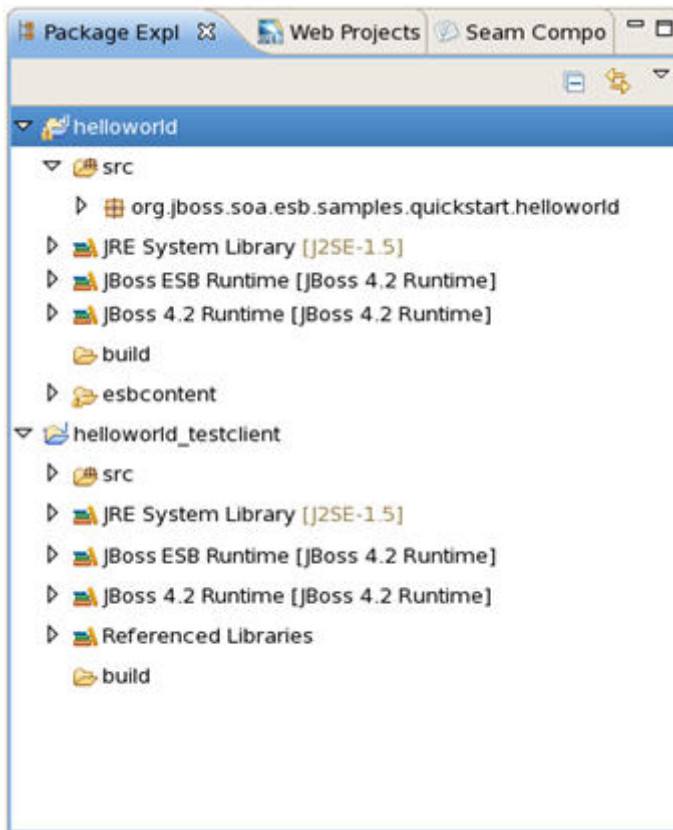 Package Expl Web Projects Seam Compo
helloworld
src
org.jboss.soa.esb.samples.quickstart.helloworld
JRE System Library [J2SE-1.5]
JBoss ESB Runtime [JBoss 4.2 Runtime]
JBoss 4.2 Runtime [JBoss 4.2 Runtime]
build
esbcontent
helloworld_testclient
src
JRE System Library [J2SE-1.5]
JBoss ESB Runtime [JBoss 4.2 Runtime]
JBoss 4.2 Runtime [JBoss 4.2 Runtime]
Referenced Libraries
build